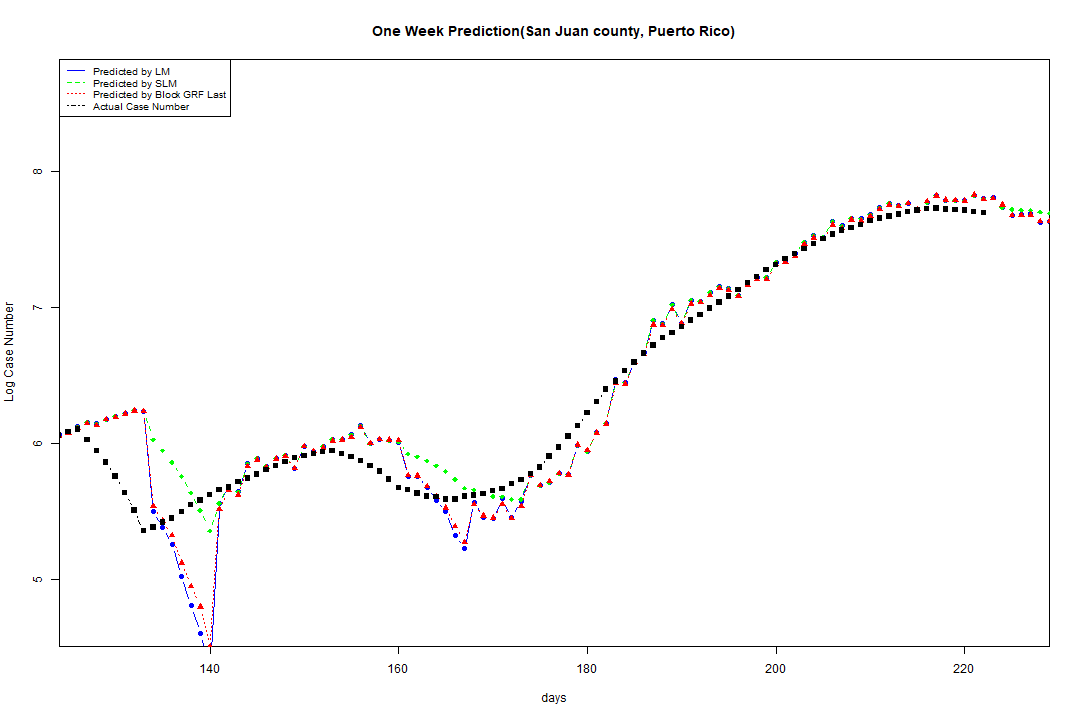 One Week Prediction(San Juan county, Puerto Rico)
Predicted by LM
Predicted by SLM
Predicted by Block GRF Last
Actual Case Number
8
7
6
5
Log Case Number
140 160 180 200 220
days